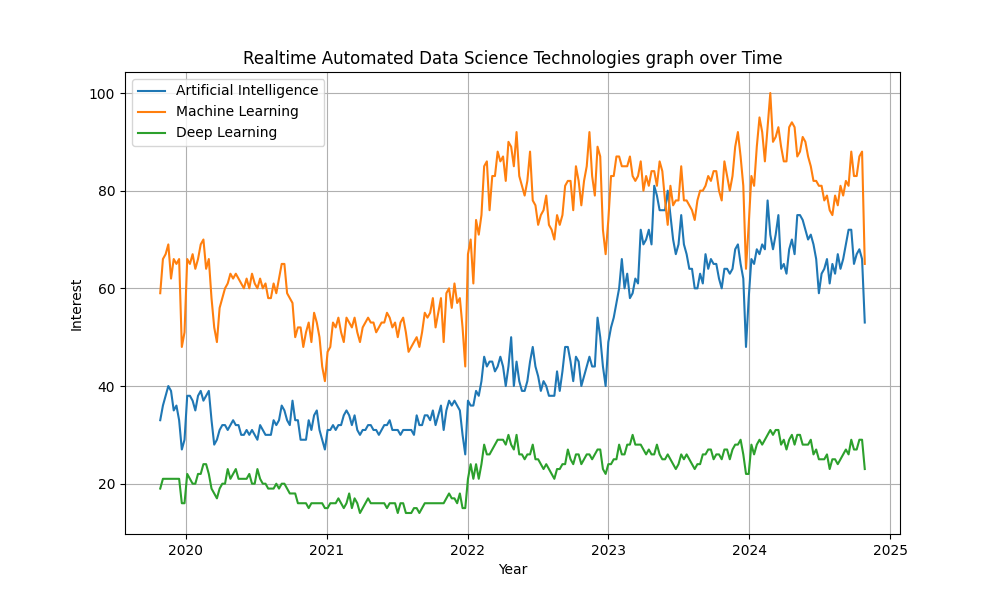 Realtime Automated Data Science Technologies graph over Time
Artificial Intelligence
Machine Learning
Deep Learning
100
80
60
40
20
Interest
2020 2021 2022 2023 2024 2025
Year